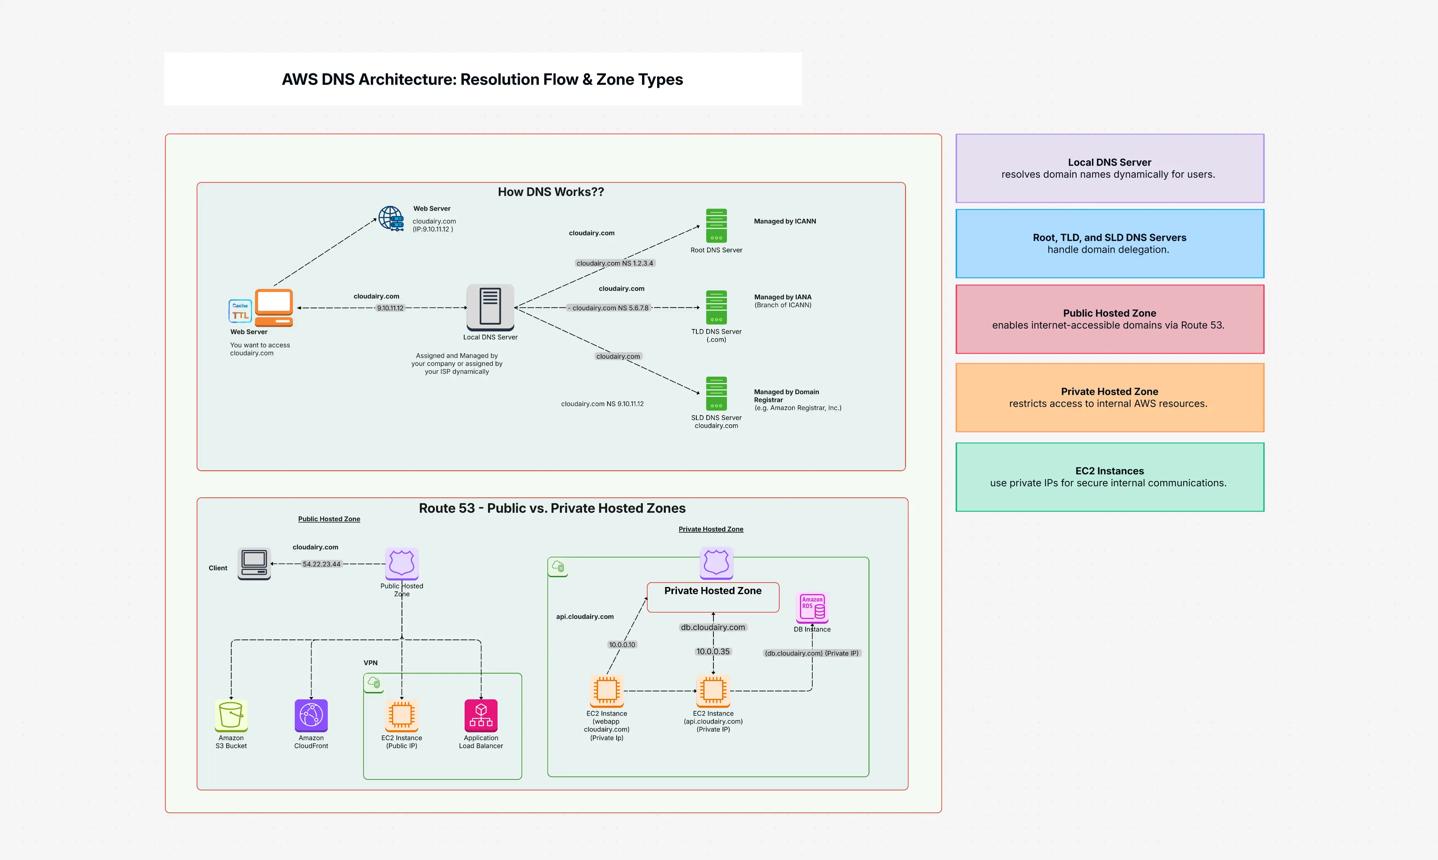 AWS DNS Architecture: Resolution Flow & Zone Types
How DNS Works??
Web Server
cloudairy.com
(IP:9.10.11.12 )
cloudairy.com
Managed by ICANN
Root DNS Server
cloudairy.com NS 1.2.3.4
Cache
TTL
cloudairy.com
9.10.11.12
cloudairy.com
- cloudairy.com NS 5.6.7.8
Managed by IANA
(Branch of ICANN)
TLD DNS Server
(.com)
Web Server
You want to access
cloudairy.com
Local DNS Server
Assigned and Managed by
your company or assigned by
your ISP dynamically
cloudairy.com
cloudairy.com NS 9.10.11.12
Managed by Domain
Registrar
(e.g. Amazon Registrar, Inc.)
SLD DNS Server
cloudairy.com
Route 53 - Public vs. Private Hosted Zones
Public Hosted Zone
Client
cloudairy.com
54.22.23.44
Public Hosted
Zone
VPN
Amazon
S3 Bucket
Amazon
CloudFront
EC2 Instance
(Public IP)
Application
Load Balancer
Private Hosted Zone
Private Hosted Zone
api.cloudairy.com
10.0.0.10
db.cloudairy.com
10.0.0.35
Amazon
RDS
DB Instance
(db.cloudairy.com) (Private IP)
EC2 Instance
(webapp
cloudairy.com)
(Private Ip)
EC2 Instance
(api.cloudairy.com)
(Private IP)
Local DNS Server
resolves domain names dynamically for users.
Root, TLD, and SLD DNS Servers
handle domain delegation.
Public Hosted Zone
enables internet-accessible domains via Route 53.
Private Hosted Zone
restricts access to internal AWS resources.
EC2 Instances
use private IPs for secure internal communications.